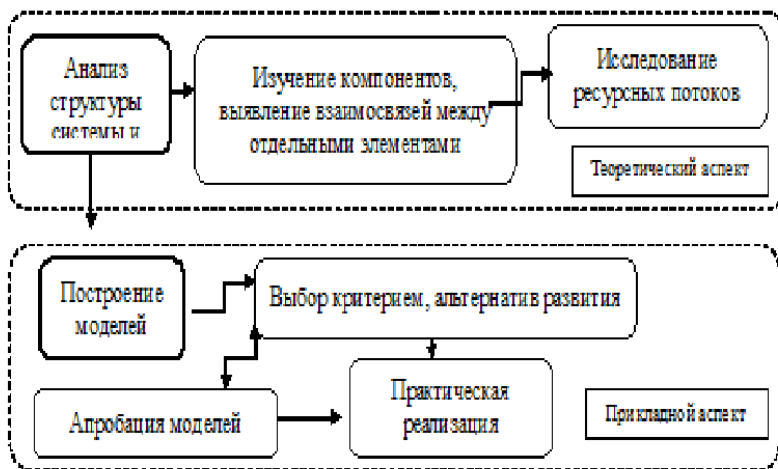 Анализ
структуры
системы и
Изучение компонентов,
выявление взаимосвязей между
отдельными элементами
Исследование
ресурсных потоков
Теоретический аспект
Построение
моделей
Выбор критерием, альтернатив развития
Апробация моделей
Практическая
реализация
Прикладной аспект